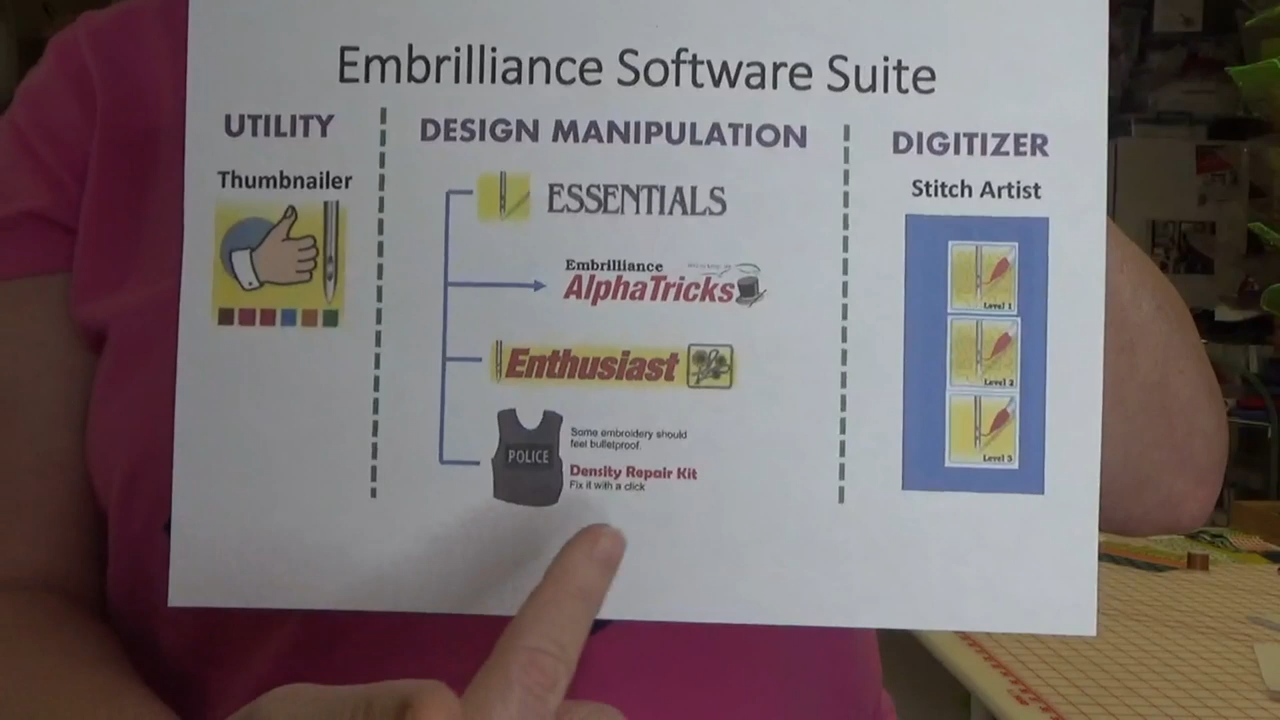 Embrilliance Software Suite
UTILITY
Thumbnailer
DESIGN MANIPULATION
ESSENTIALS
Embrilliance
AlphaTricks
Enthusiast
POLICE
Some embroidery should
feel bulletproof.
Density Repair Kit
Fix it with a click
DIGITIZER
Stitch Artist
Level 1
Level 2
Level 3